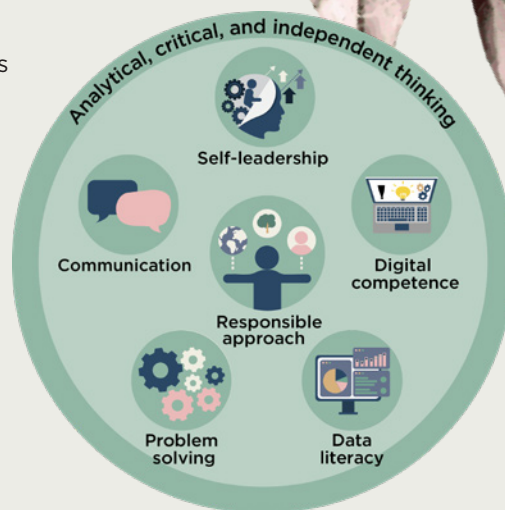 s
Analytical, critical, and independent thinking
Self-leadership
Communication
Digital
competence
Responsible
approach
Problem
solving
Data
literacy